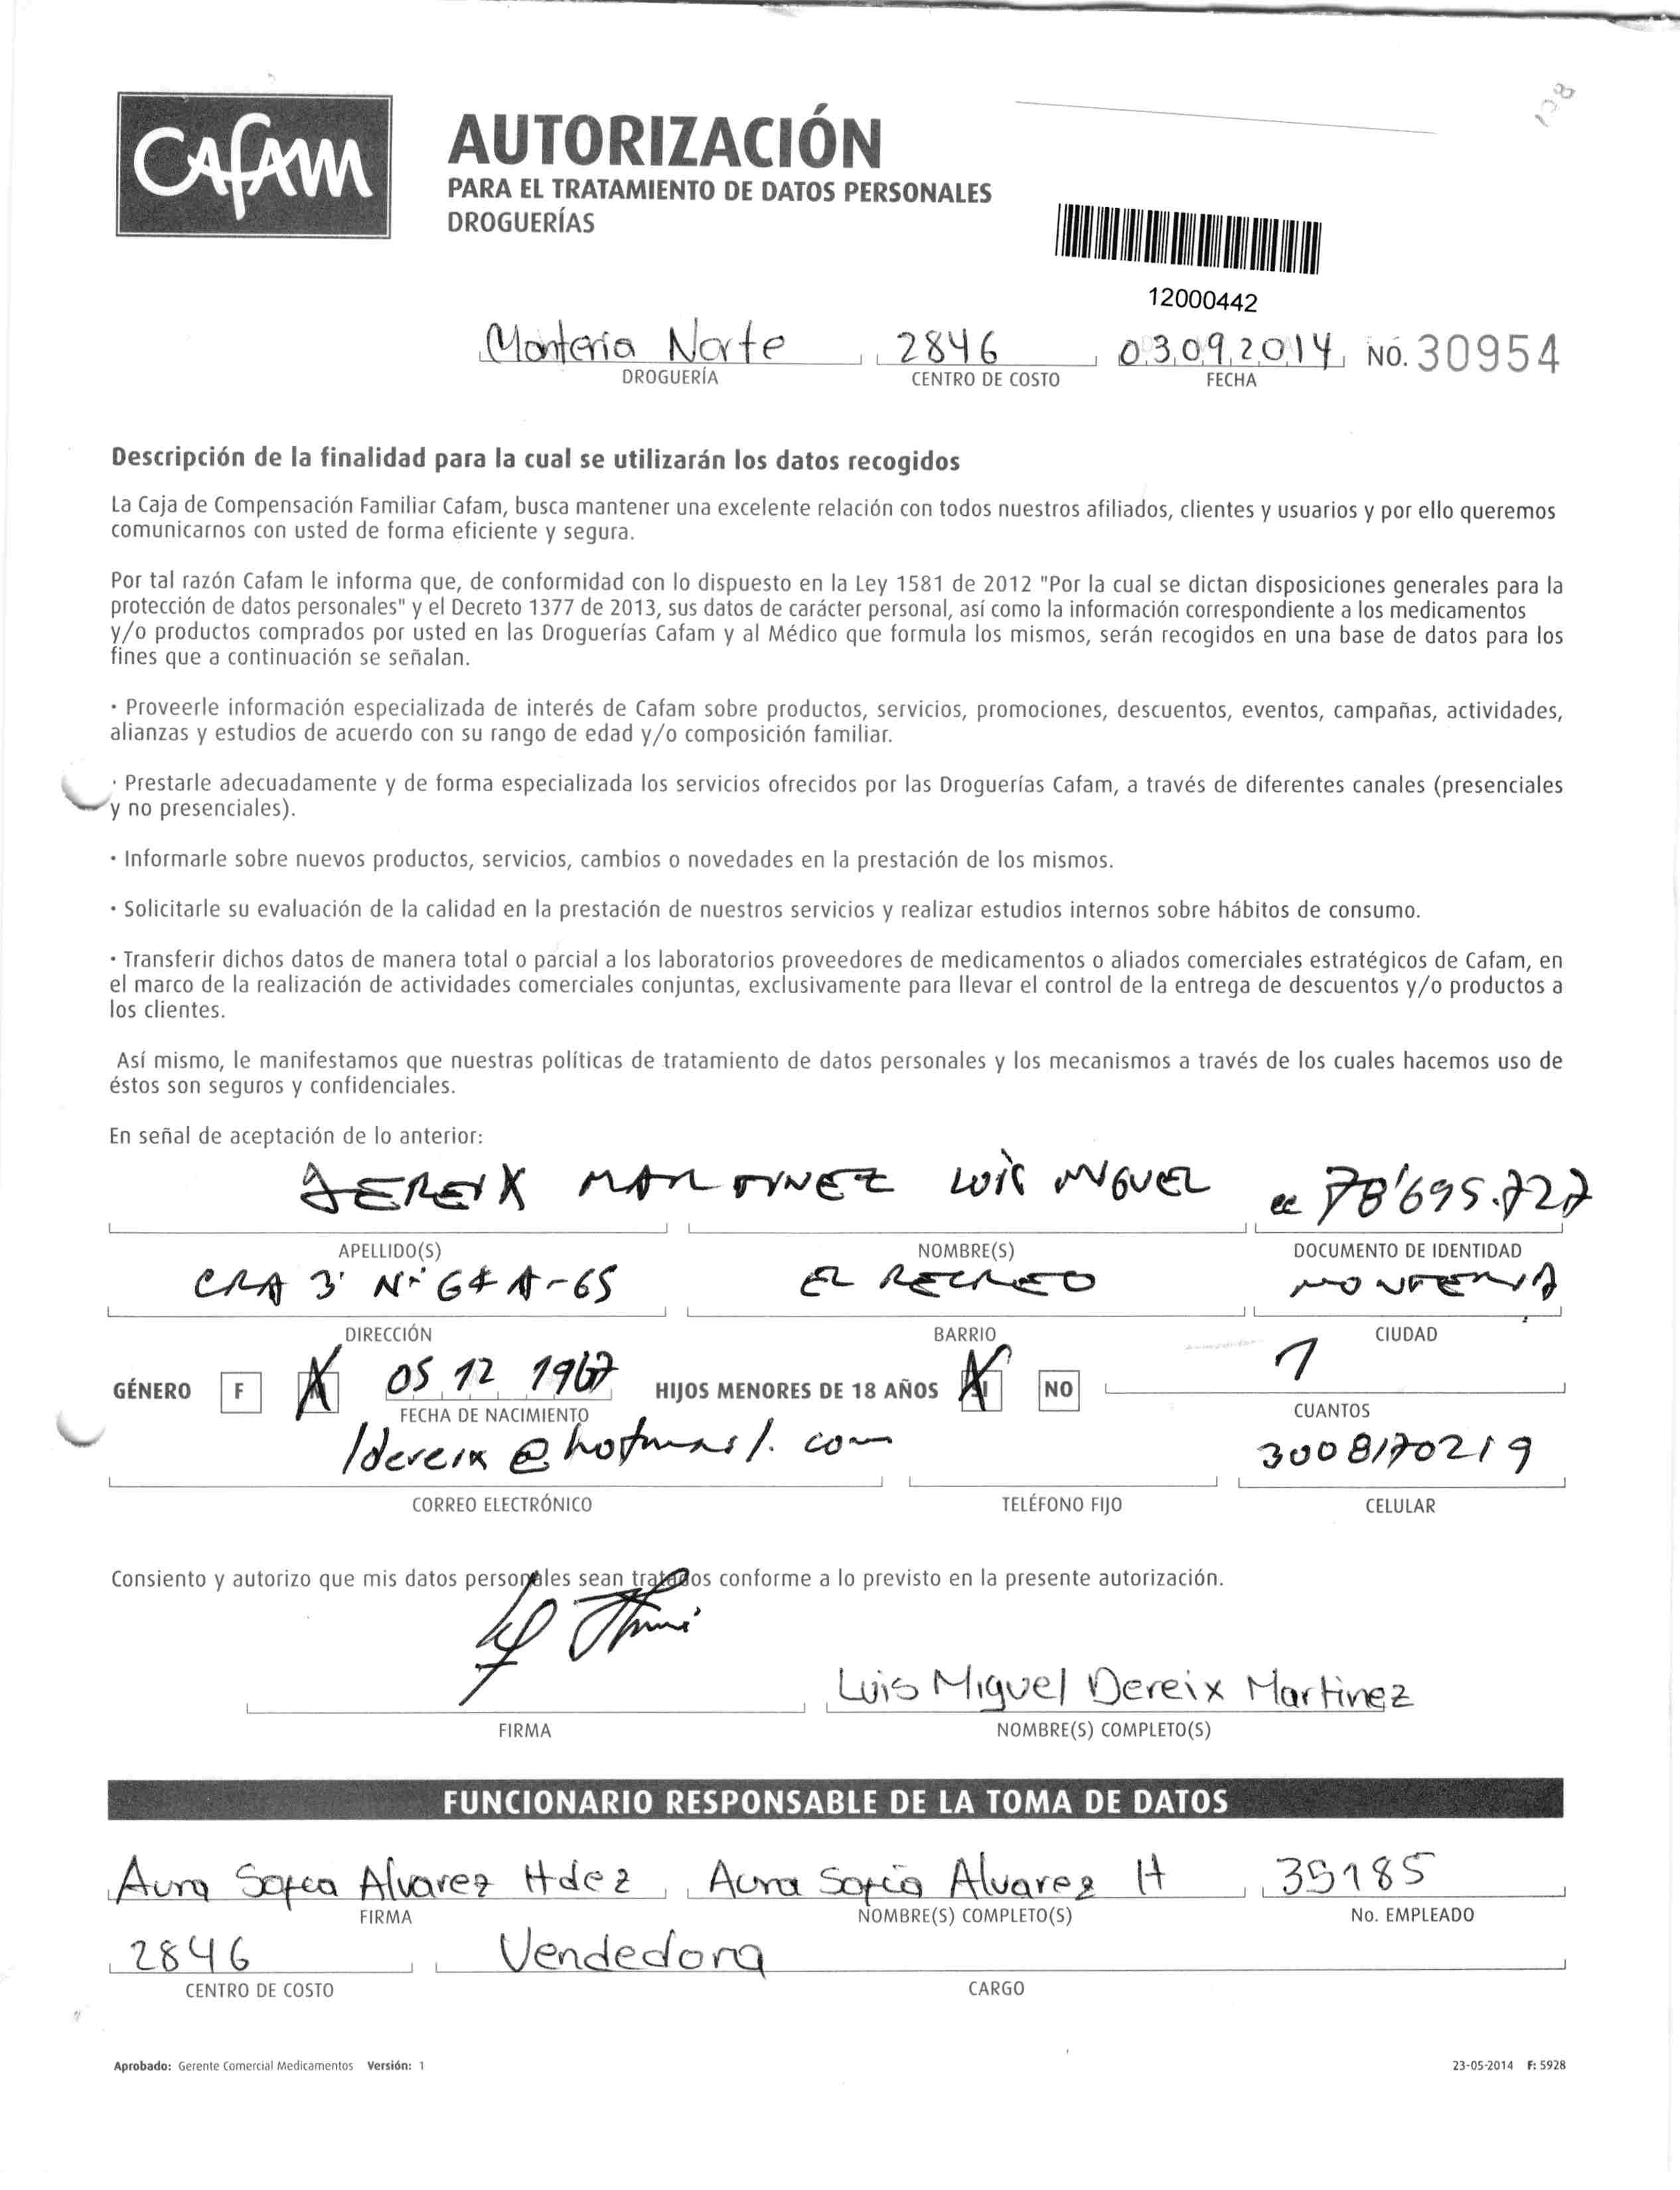 128
CAFAM
AUTORIZACIÓN
PARA EL TRATAMIENTO DE DATOS PERSONALES
DROGUERÍAS
12000442
Monteria Norte 2846 03.09.2014 NO. 30954
DROGUERÍA CENTRO DE COSTO FECHA
Descripción de la finalidad para la cual se utilizarán los datos recogidos
La Caja de Compensación Familiar Cafam, busca mantener una excelente relación con todos nuestros afiliados, clientes y usuarios y por ello queremos
comunicarnos con usted de forma eficiente y segura.
Por tal razón Cafam le informa que, de conformidad con lo dispuesto en la Ley 1581 de 2012 "Por la cual se dictan disposiciones generales para la
protección de datos personales" y el Decreto 1377 de 2013, sus datos de carácter personal, así como la información correspondiente a los medicamentos
y/o productos comprados por usted en las Droguerías Cafam y al Médico que formula los mismos, serán recogidos en una base de datos para los
fines que a continuación se señalan.
· Proveerle información especializada de interés de Cafam sobre productos, servicios, promociones, descuentos, eventos, campañas, actividades,
alianzas y estudios de acuerdo con su rango de edad y/o composición familiar.
· Prestarle adecuadamente y de forma especializada los servicios ofrecidos por las Droguerías Cafam, a través de diferentes canales (presenciales
y no presenciales).
· Informarle sobre nuevos productos, servicios, cambios o novedades en la prestación de los mismos.
· Solicitarle su evaluación de la calidad en la prestación de nuestros servicios y realizar estudios internos sobre hábitos de consumo.
· Transferir dichos datos de manera total o parcial a los laboratorios proveedores de medicamentos o aliados comerciales estratégicos de Cafam, en
el marco de la realización de actividades comerciales conjuntas, exclusivamente para llevar el control de la entrega de descuentos y/o productos a
los clientes.
Así mismo, le manifestamos que nuestras políticas de tratamiento de datos personales y los mecanismos a través de los cuales hacemos uso de
éstos son seguros y confidenciales.
En señal de aceptación de lo anterior:
DEREIX MARTINEZ LUIS MIGUEL cc 78'695.727
APELLIDO(S) NOMBRE(S) DOCUMENTO DE IDENTIDAD
CRA 3ª Nº 64 A-65 EL RECREO MONTERIA
DIRECCIÓN BARRIO CIUDAD
GÉNERO F M 05 12 1967 HIJOS MENORES DE 18 AÑOS SI NO 1
FECHA DE NACIMIENTO CUANTOS
ldereix@hotmail.com 3008170219
CORREO ELECTRÓNICO TELÉFONO FIJO CELULAR
Consiento y autorizo que mis datos personales sean tratados conforme a lo previsto en la presente autorización.
Luis Miguel Dereix Martinez
FIRMA NOMBRE(S) COMPLETO(S)
FUNCIONARIO RESPONSABLE DE LA TOMA DE DATOS
Aura Sofia Alvarez Hdez Aura Sofia Alvarez H 35185
FIRMA NOMBRE(S) COMPLETO(S) No. EMPLEADO
2846 Vendedora
CENTRO DE COSTO CARGO
Aprobado: Gerente Comercial Medicamentos Versión: 1 23-05-2014 F: 5928